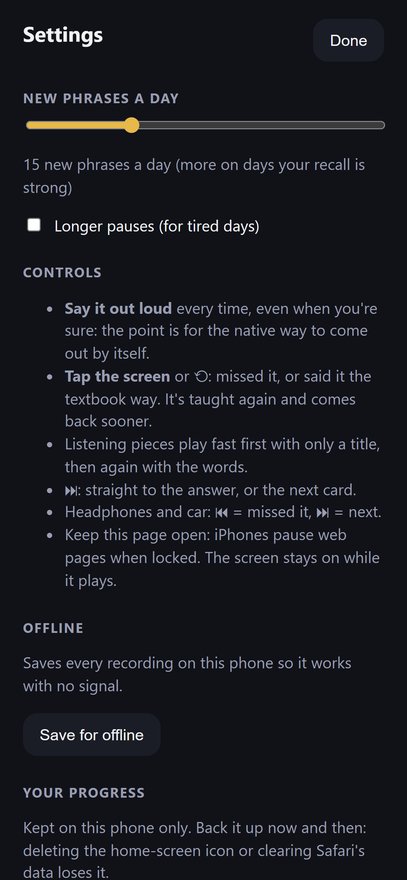 Settings
Done
NEW PHRASES A DAY
15 new phrases a day (more on days your recall is
strong)
Longer pauses (for tired days)
CONTROLS
• Say it out loud every time, even when you're
sure: the point is for the native way to come
out by itself.
• Tap the screen or ⟲: missed it, or said it the
textbook way. It's taught again and comes
back sooner.
• Listening pieces play fast first with only a title,
then again with the words.
• ⏭: straight to the answer, or the next card.
• Headphones and car: ⏮ = missed it, ⏭ = next.
• Keep this page open: iPhones pause web
pages when locked. The screen stays on while
it plays.
OFFLINE
Saves every recording on this phone so it works
with no signal.
Save for offline
YOUR PROGRESS
Kept on this phone only. Back it up now and then:
deleting the home-screen icon or clearing Safari's
data loses it.